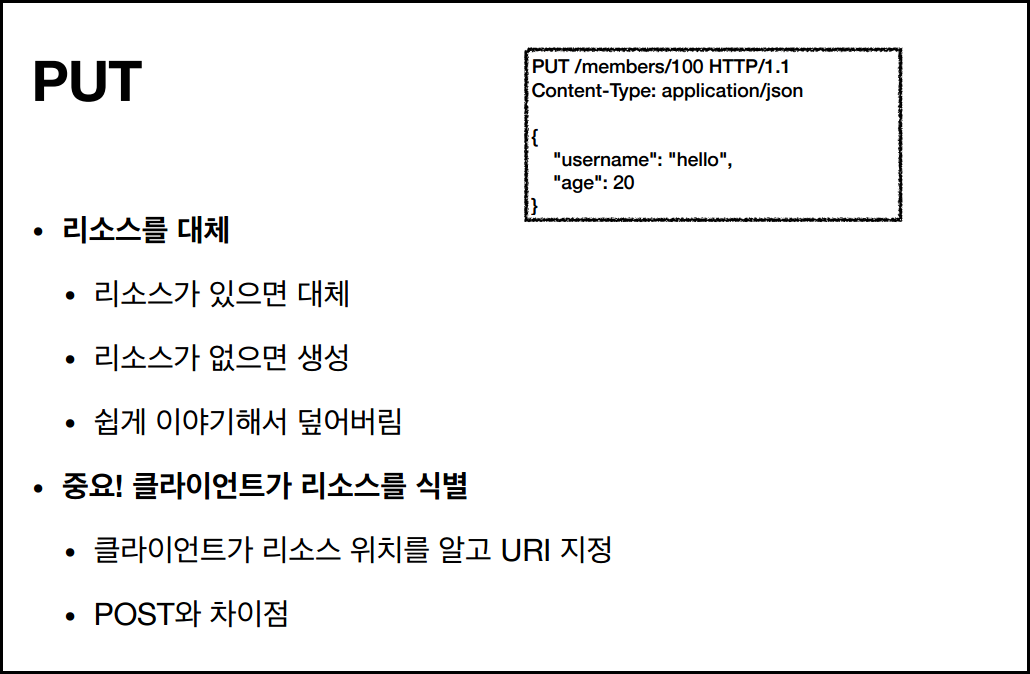 PUT
PUT /members/100 HTTP/1.1
Content-Type: application/json
{
"username": "hello",
"age": 20
}
• 리소스를 대체
• 리소스가 있으면 대체
• 리소스가 없으면 생성
• 쉽게 이야기해서 덮어버림
• 중요! 클라이언트가 리소스를 식별
• 클라이언트가 리소스 위치를 알고 URI 지정
• POST와 차이점